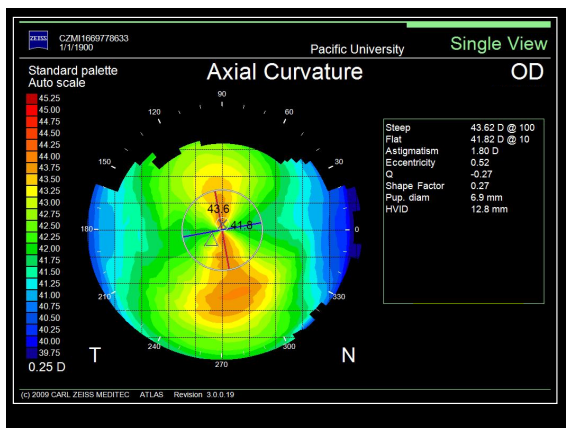 ZEISS
CZMI1669778633
1/1/1900
Pacific University
Single View
Standard palette
Auto scale
Axial Curvature
OD
45.25
45.00
44.75
44.50
44.25
44.00
43.75
43.50
43.25
43.00
42.75
42.50
42.25
42.00
41.75
41.50
41.25
41.00
40.75
40.50
40.25
40.00
39.75
0.25 D
90
120
60
150
30
180
0
210
330
240
300
270
43.6
41.8
T
N
Steep 43.62 D @ 100
Flat 41.82 D @ 10
Astigmatism 1.80 D
Eccentricity 0.52
Q -0.27
Shape Factor 0.27
Pup. diam 6.9 mm
HVID 12.8 mm
(c) 2009 CARL ZEISS MEDITEC ATLAS Revision 3.0.0.19